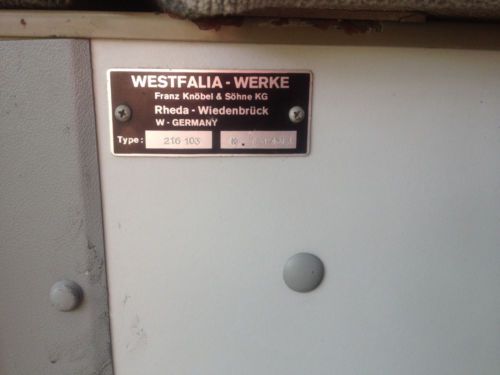 WESTFALIA - WERKE
Franz Knöbel & Söhne KG
Rheda - Wiedenbrück
W - GERMANY
Type: 216 103